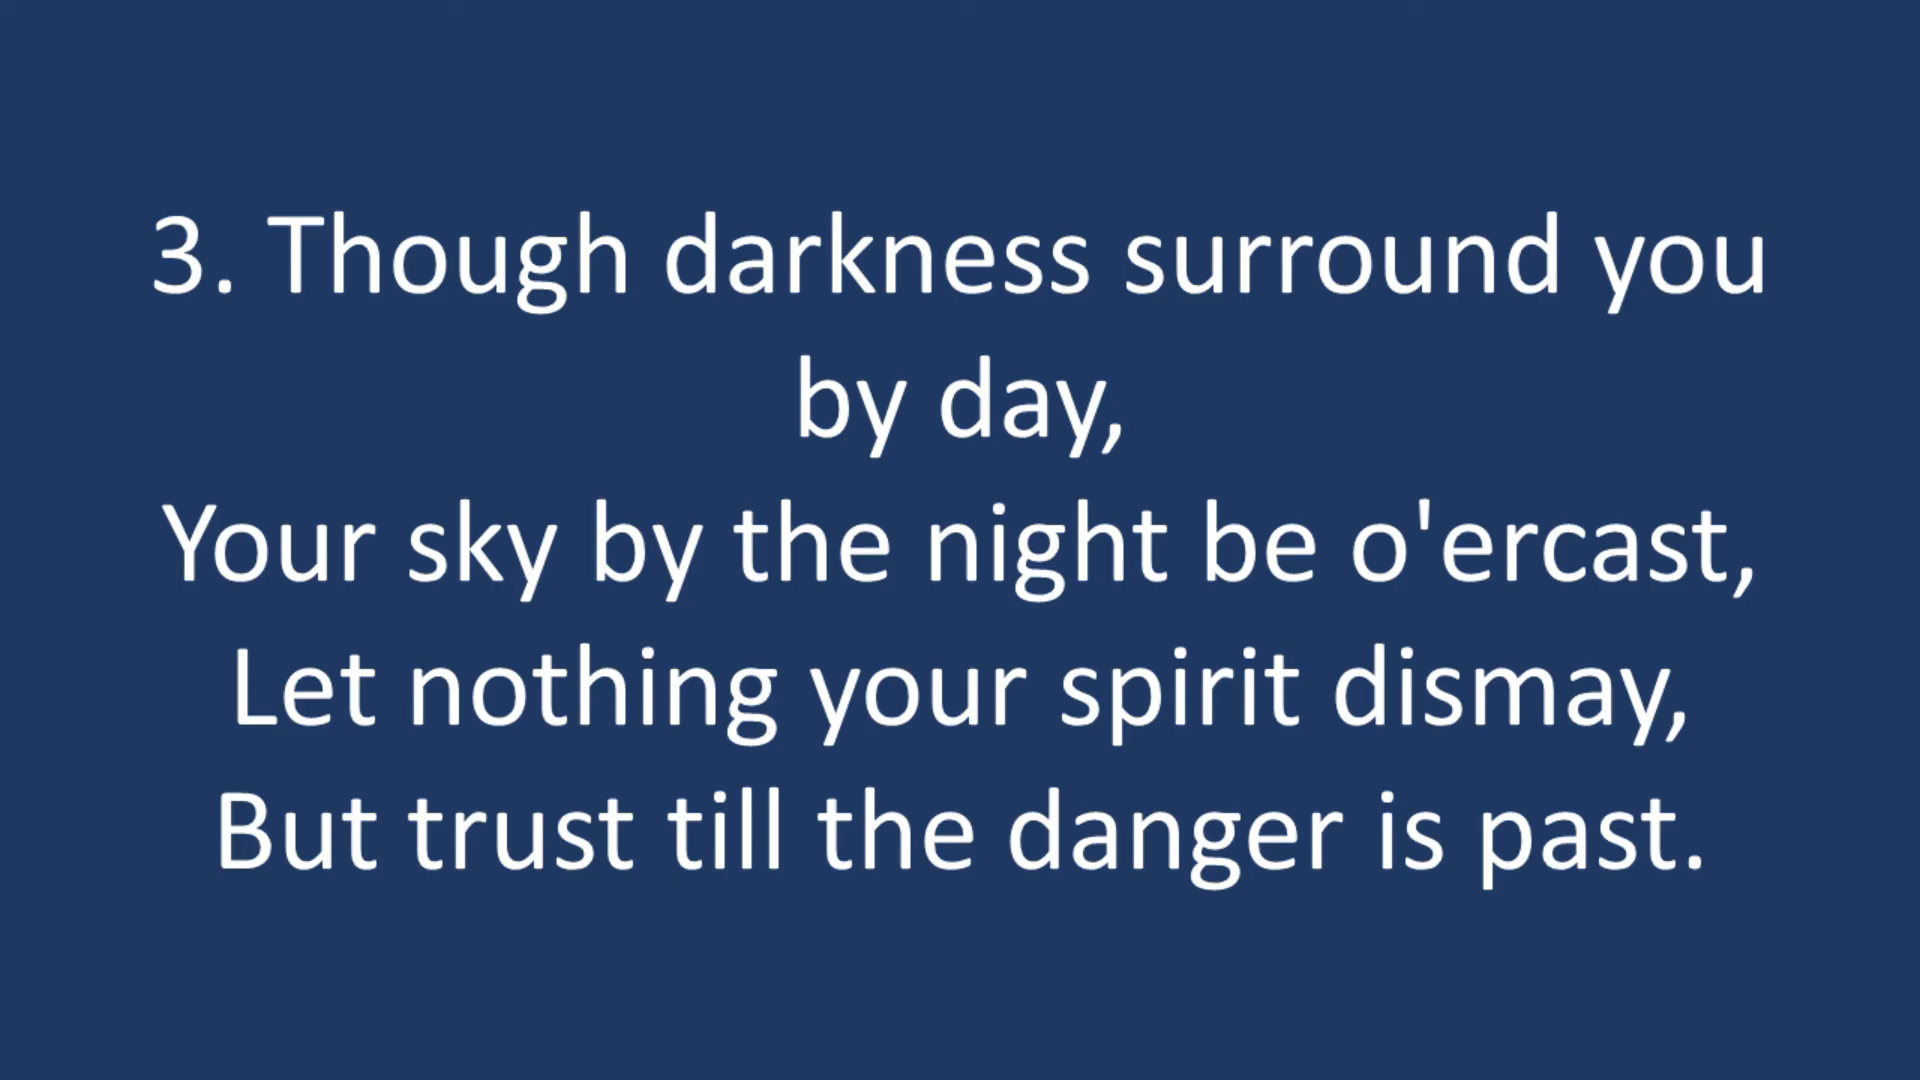 3. Though darkness surround you
by day,
Your sky by the night be o'ercast,
Let nothing your spirit dismay,
But trust till the danger is past.